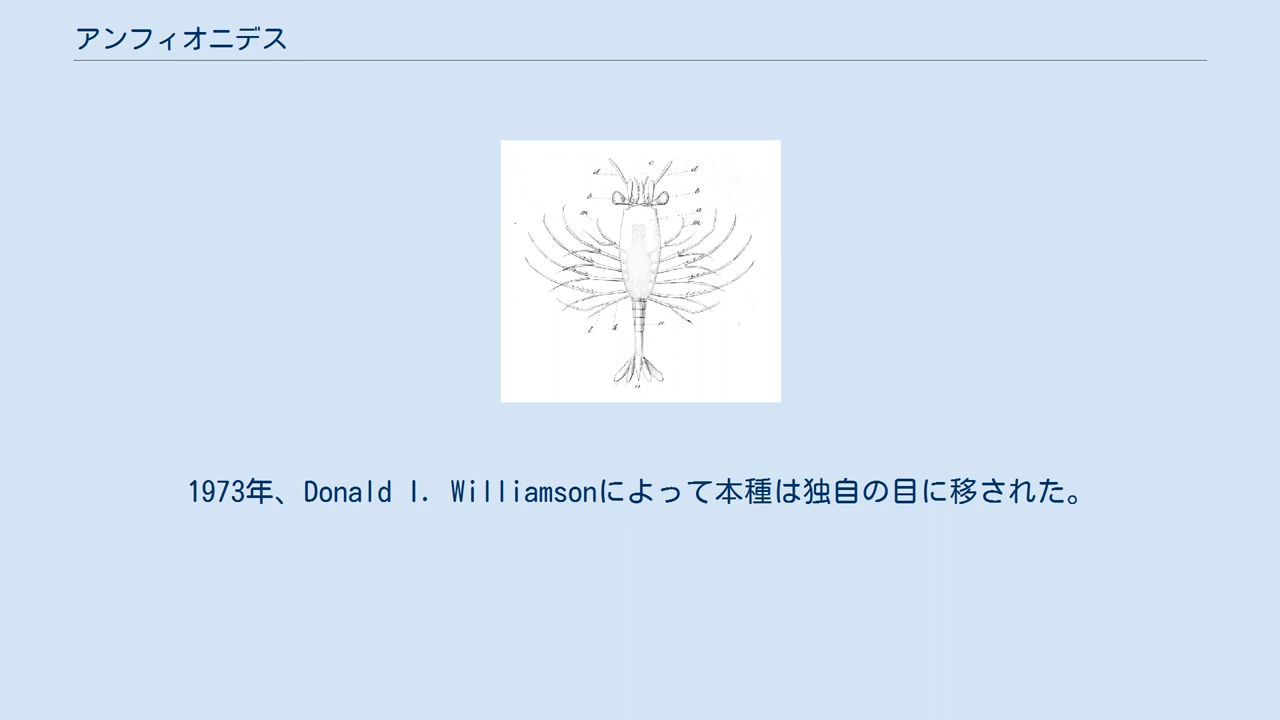 アンフィオニデス
c
d d
b b
m a
m
l k n
o
1973年、Donald I. Williamsonによって本種は独自の目に移された。